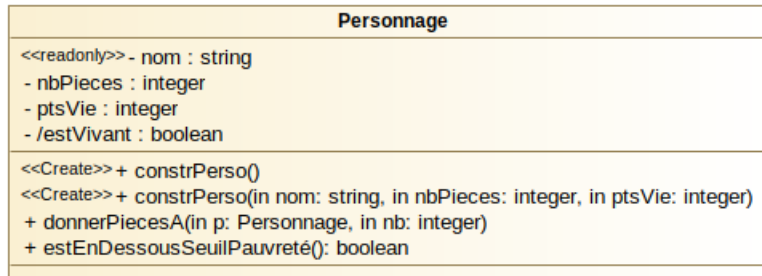 Personnage
<<readonly>> - nom : string
- nbPieces : integer
- ptsVie : integer
- /estVivant : boolean
<<Create>> + constrPerso()
<<Create>> + constrPerso(in nom: string, in nbPieces: integer, in ptsVie: integer)
+ donnerPiecesA(in p: Personnage, in nb: integer)
+ estEnDessousSeuilPauvreté(): boolean